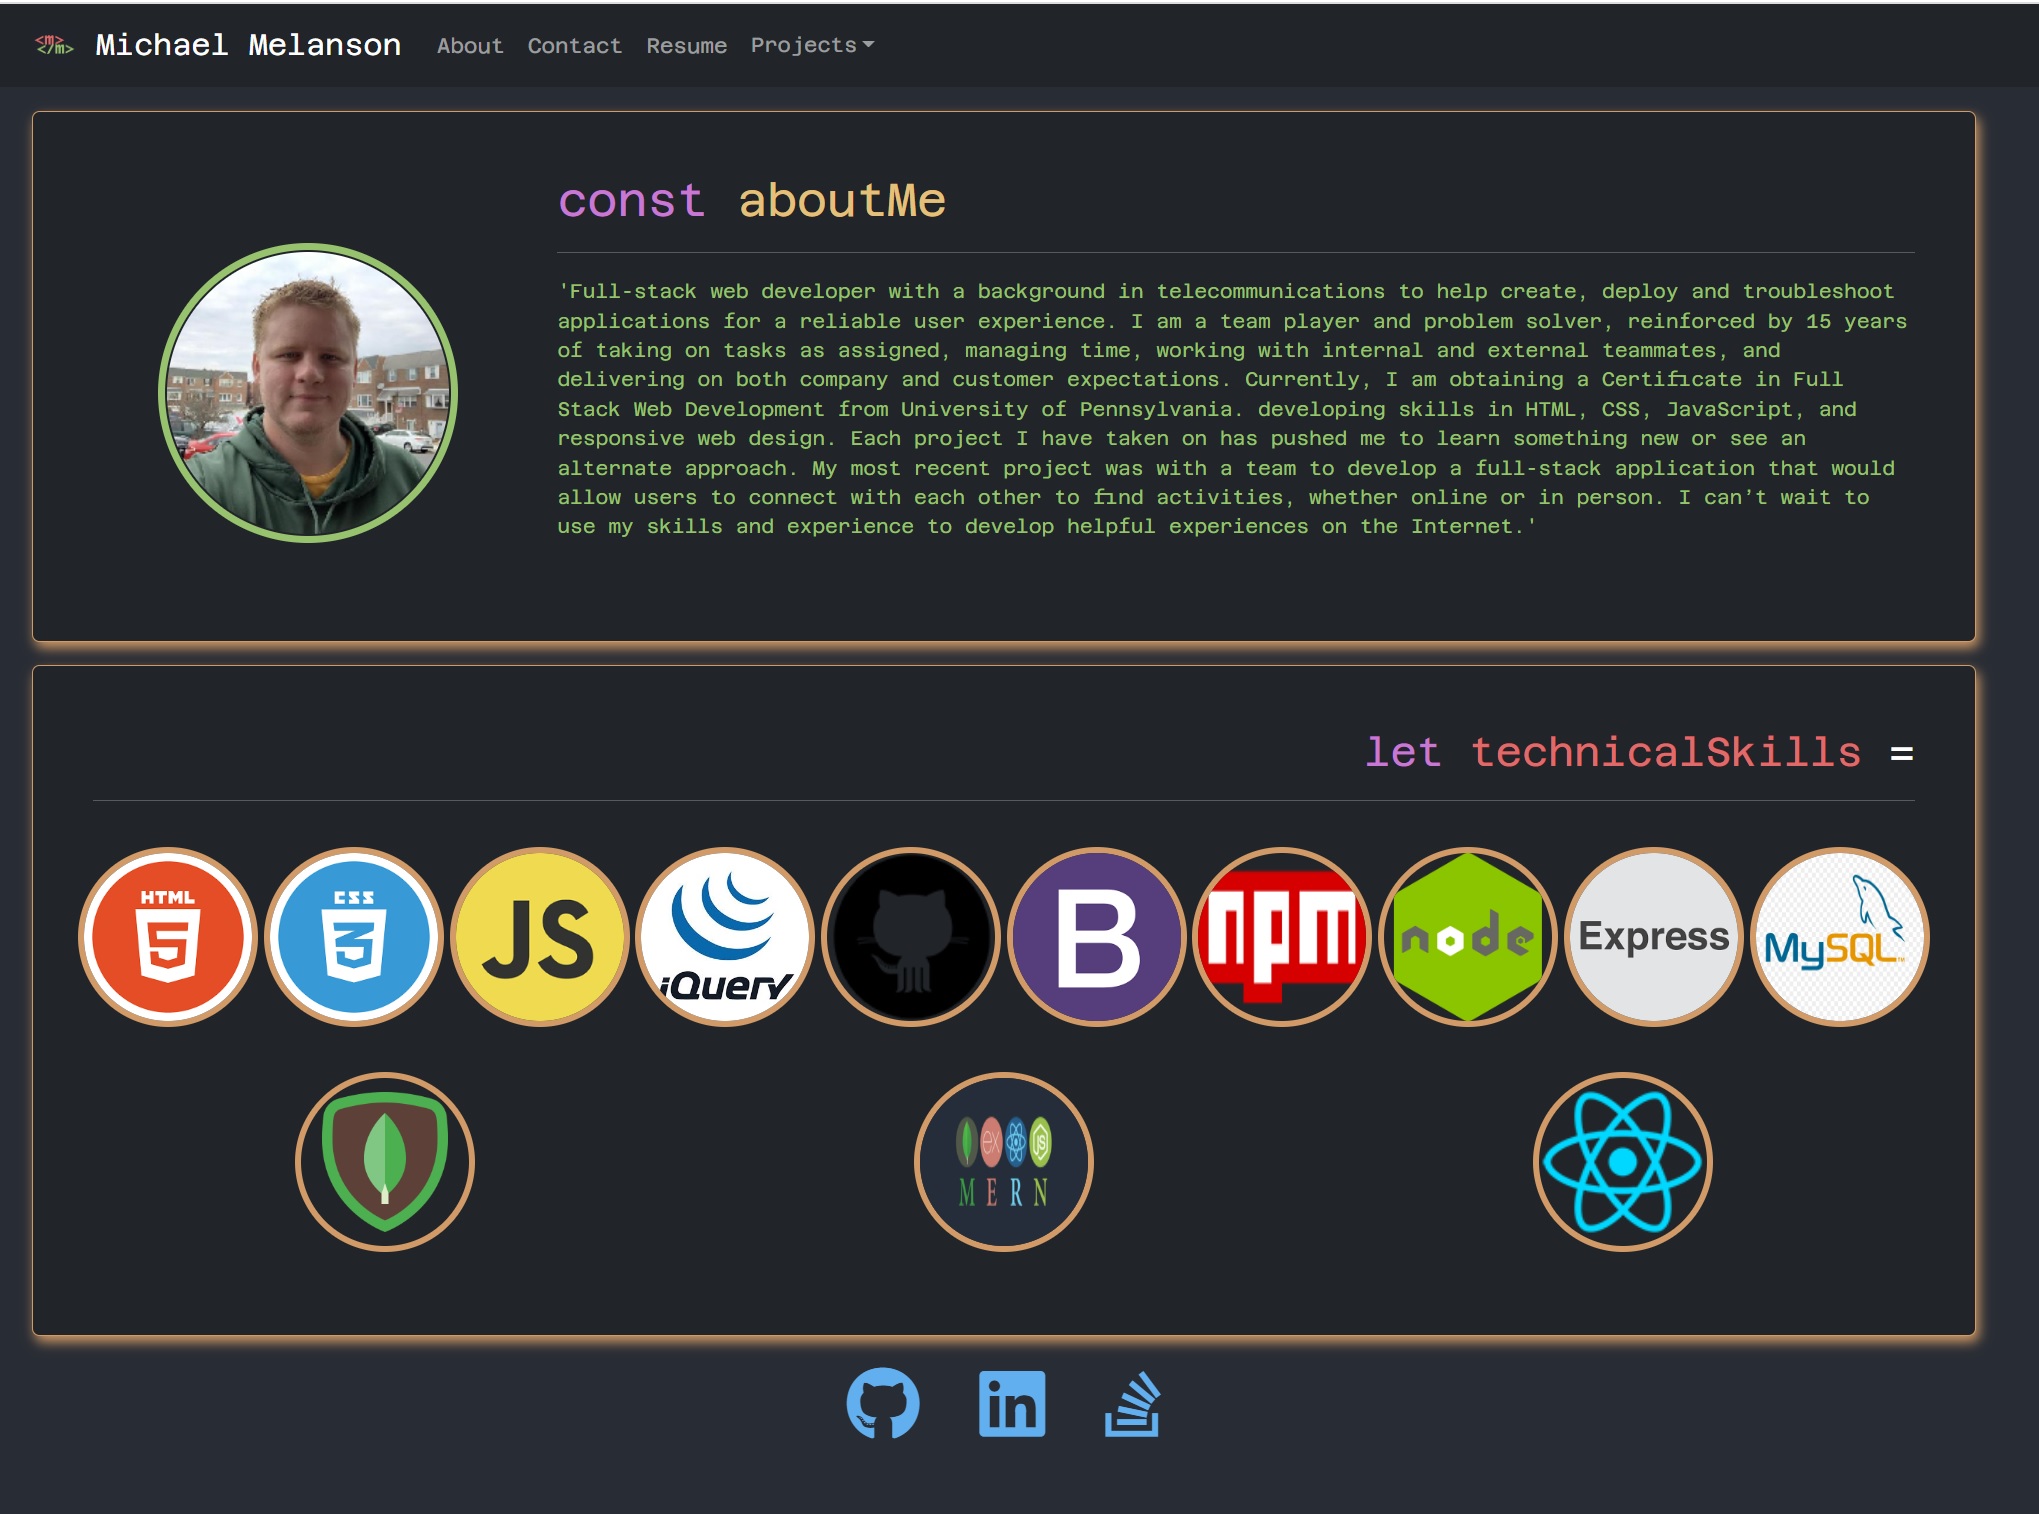 <m>
</m>
Michael Melanson About Contact Resume Projects
const aboutMe
'Full-stack web developer with a background in telecommunications to help create, deploy and troubleshoot
applications for a reliable user experience. I am a team player and problem solver, reinforced by 15 years
of taking on tasks as assigned, managing time, working with internal and external teammates, and
delivering on both company and customer expectations. Currently, I am obtaining a Certificate in Full
Stack Web Development from University of Pennsylvania. developing skills in HTML, CSS, JavaScript, and
responsive web design. Each project I have taken on has pushed me to learn something new or see an
alternate approach. My most recent project was with a team to develop a full-stack application that would
allow users to connect with each other to find activities, whether online or in person. I can’t wait to
use my skills and experience to develop helpful experiences on the Internet.'
let technicalSkills =
HTML
5
CSS
3
JS
jQuery
B
npm
node
Express
MySQL
ex JS
M E R N
in